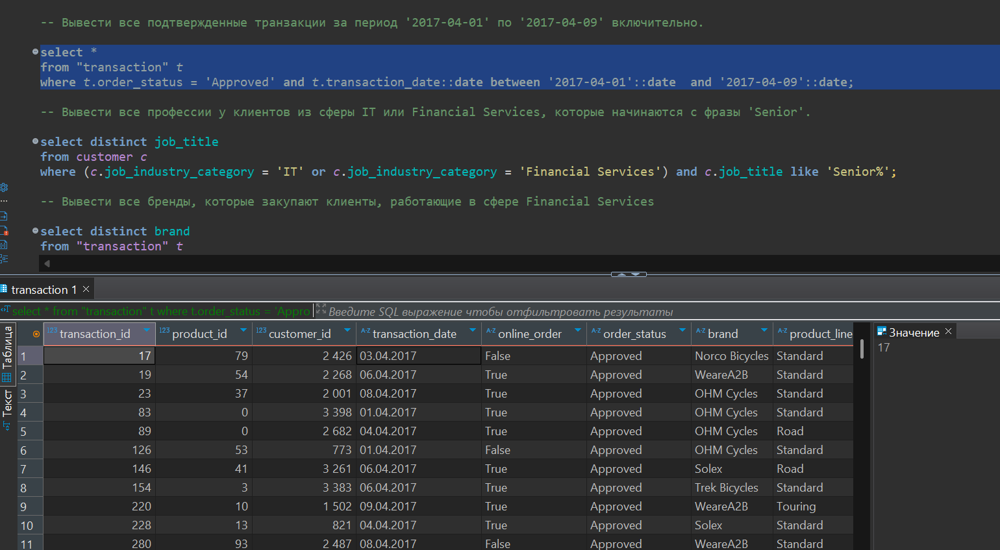 -- Вывести все подтвержденные транзакции за период '2017-04-01' по '2017-04-09' включительно.
select *
from "transaction" t
where t.order_status = 'Approved' and t.transaction_date::date between '2017-04-01'::date  and '2017-04-09'::date;
-- Вывести все профессии у клиентов из сферы IT или Financial Services, которые начинаются с фразы 'Senior'.
select distinct job_title
from customer c
where (c.job_industry_category = 'IT' or c.job_industry_category = 'Financial Services') and c.job_title like 'Senior%';
-- Вывести все бренды, которые закупают клиенты, работающие в сфере Financial Services
select distinct brand
from "transaction" t
transaction 1
select * from "transaction" t where t.order_status = 'Appro Введите SQL выражение чтобы отфильтровать результаты
Таблица
Текст
123 transaction_id 123 product_id 123 customer_id A-Z transaction_date A-Z online_order A-Z order_status A-Z brand A-Z product_line
1 17 79 2 426 03.04.2017 False Approved Norco Bicycles Standard
2 19 54 2 268 06.04.2017 True Approved WeareA2B Standard
3 23 37 2 001 08.04.2017 True Approved OHM Cycles Standard
4 83 0 3 398 01.04.2017 True Approved OHM Cycles Standard
5 89 0 2 682 04.04.2017 True Approved OHM Cycles Road
6 126 53 773 01.04.2017 False Approved OHM Cycles Standard
7 146 41 3 261 06.04.2017 True Approved Solex Road
8 154 3 3 383 06.04.2017 True Approved Trek Bicycles Standard
9 220 10 1 502 09.04.2017 True Approved WeareA2B Touring
10 228 13 821 04.04.2017 True Approved Solex Standard
11 280 93 2 487 08.04.2017 False Approved WeareA2B Standard
Значение
17